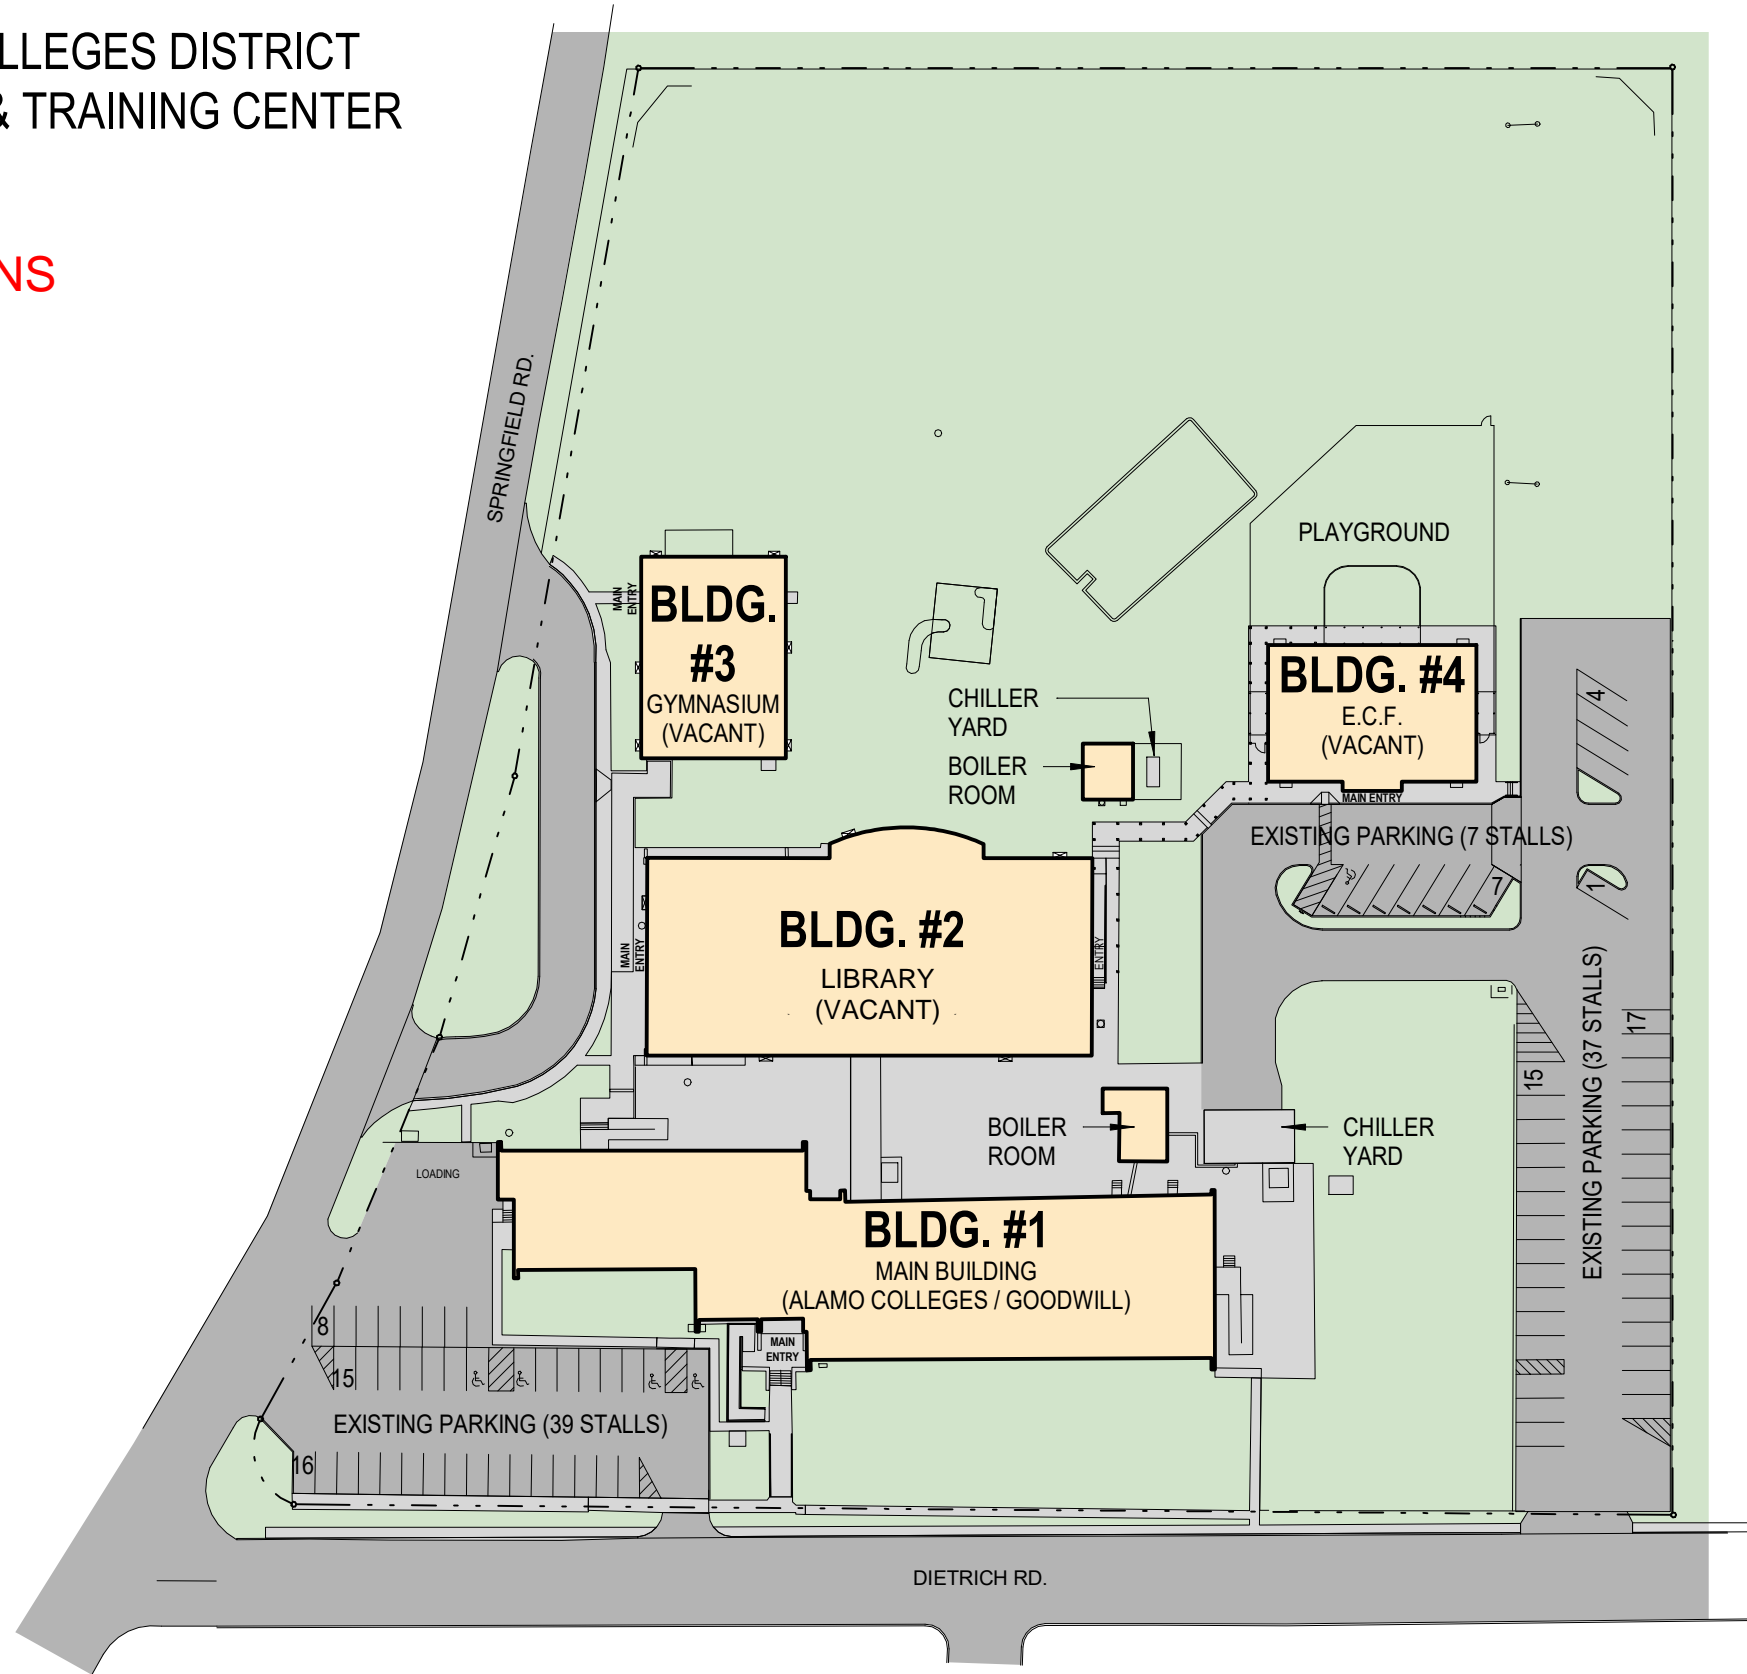 LLEGES DISTRICT
& TRAINING CENTER
NS
SPRINGFIELD RD.
PLAYGROUND
MAIN
ENTRY
BLDG.
#3
GYMNASIUM
(VACANT)
BLDG. #4
E.C.F.
(VACANT)
MAIN ENTRY
4
CHILLER
YARD
BOILER
ROOM
EXISTING PARKING (7 STALLS)
7
1
BLDG. #2
LIBRARY
(VACANT)
MAIN
ENTRY
ENTRY
EXISTING PARKING (37 STALLS)
17
15
BOILER
ROOM
CHILLER
YARD
LOADING
BLDG. #1
MAIN BUILDING
(ALAMO COLLEGES / GOODWILL)
MAIN
ENTRY
8
15
EXISTING PARKING (39 STALLS)
16
DIETRICH RD.